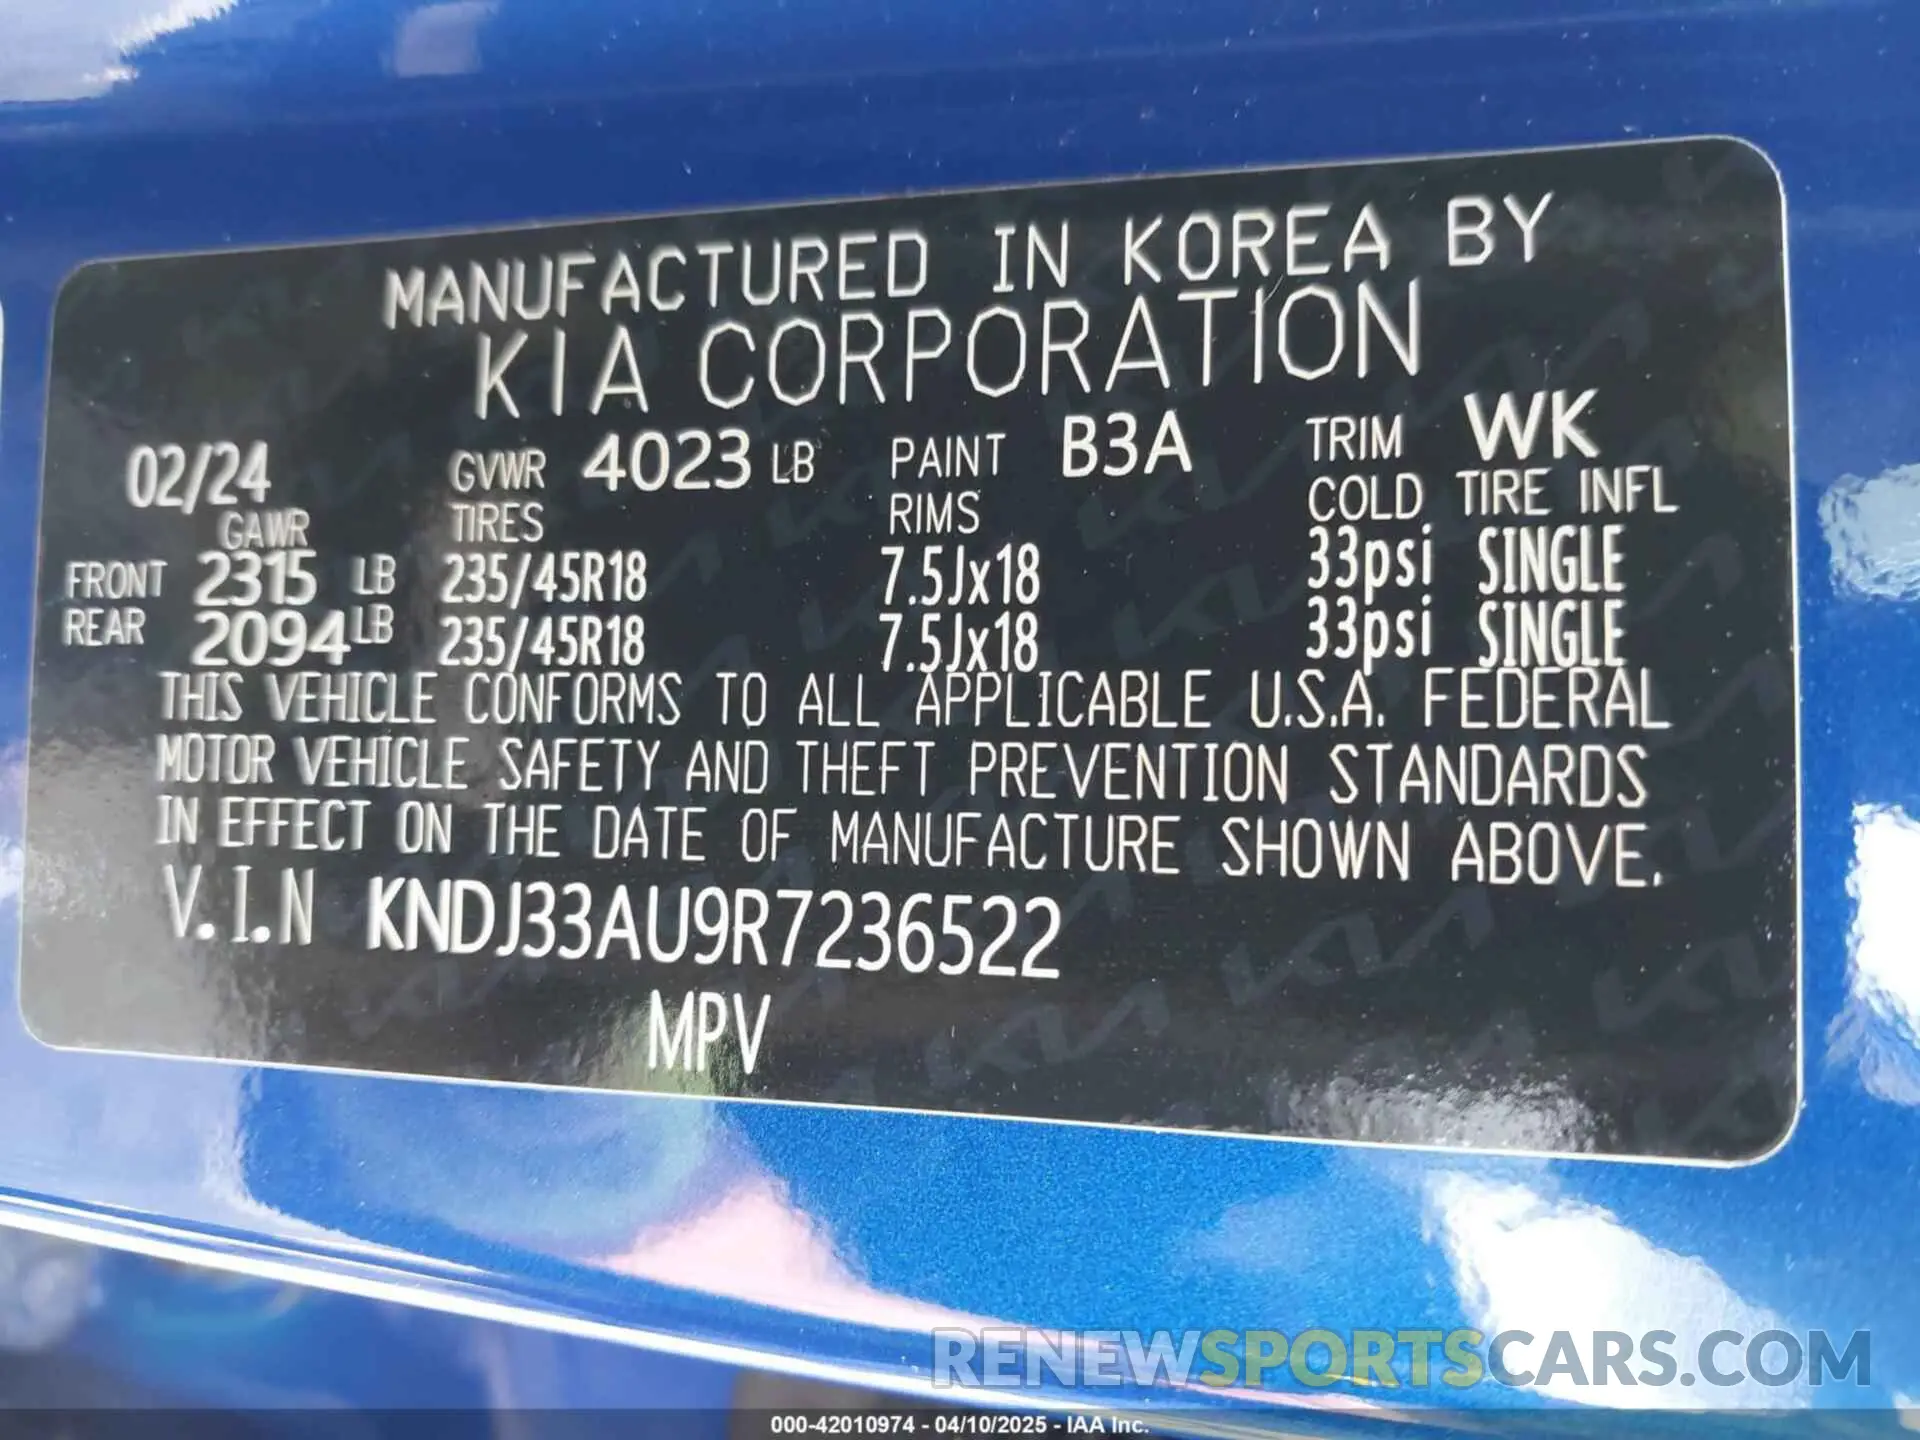 MANUFACTURED IN KOREA BY
KIA CORPORATION
02/24 GVWR 4023 LB PAINT B3A TRIM WK
GAWR TIRES RIMS COLD TIRE INFL
FRONT 2315 LB 235/45R18 7.5Jx18 33psi SINGLE
REAR 2094 LB 235/45R18 7.5Jx18 33psi SINGLE
THIS VEHICLE CONFORMS TO ALL APPLICABLE U.S.A. FEDERAL
MOTOR VEHICLE SAFETY AND THEFT PREVENTION STANDARDS
IN EFFECT ON THE DATE OF MANUFACTURE SHOWN ABOVE.
V.I.N KNDJ33AU9R7236522
MPV
RENEWSPORTSCARS.COM
000-42010974 - 04/10/2025 - IAA Inc.